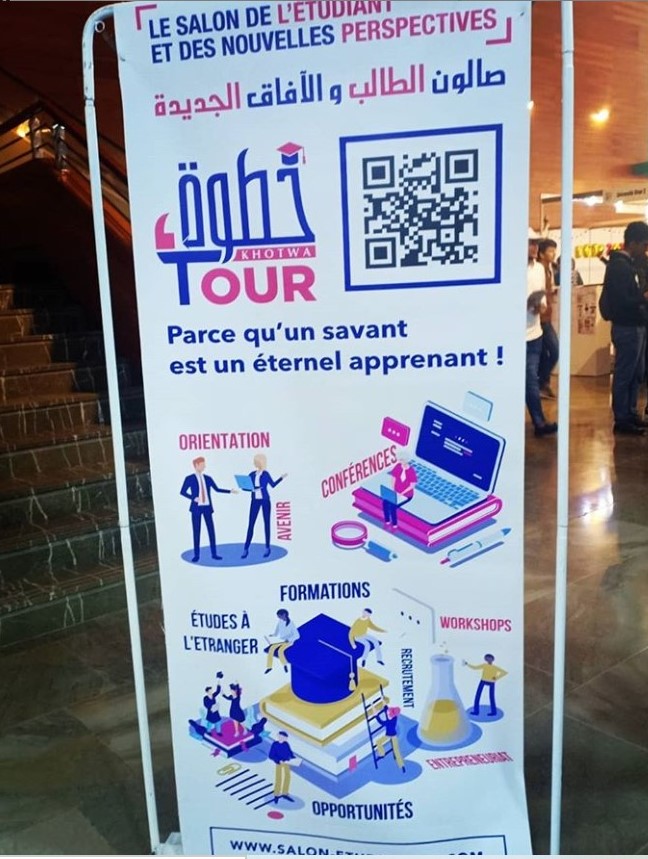 LE SALON DE L'ÉTUDIANT
ET DES NOUVELLES PERSPECTIVES
صالون الطالب و الآفاق الجديدة
خطوة
KHOTWA
TOUR
Parce qu'un savant
est un éternel apprenant !
ORIENTATION
AVENIR
CONFÉRENCES
FORMATIONS
ÉTUDES À
L'ETRANGER
WORKSHOPS
RECRUTEMENT
ENTREPRENEURIAT
OPPORTUNITÉS